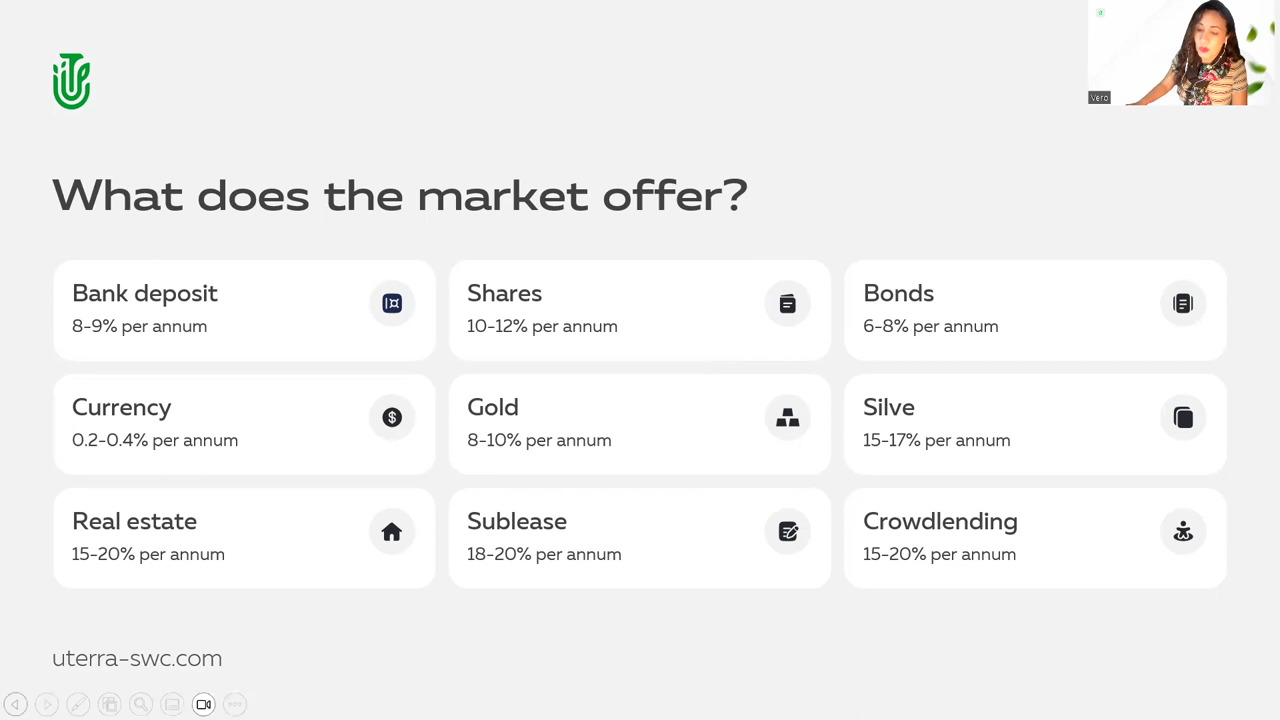 Vero
What does the market offer?
Bank deposit
8-9% per annum
Shares
10-12% per annum
Bonds
6-8% per annum
Currency
0.2-0.4% per annum
Gold
8-10% per annum
Silve
15-17% per annum
Real estate
15-20% per annum
Sublease
18-20% per annum
Crowdlending
15-20% per annum
uterra-swc.com